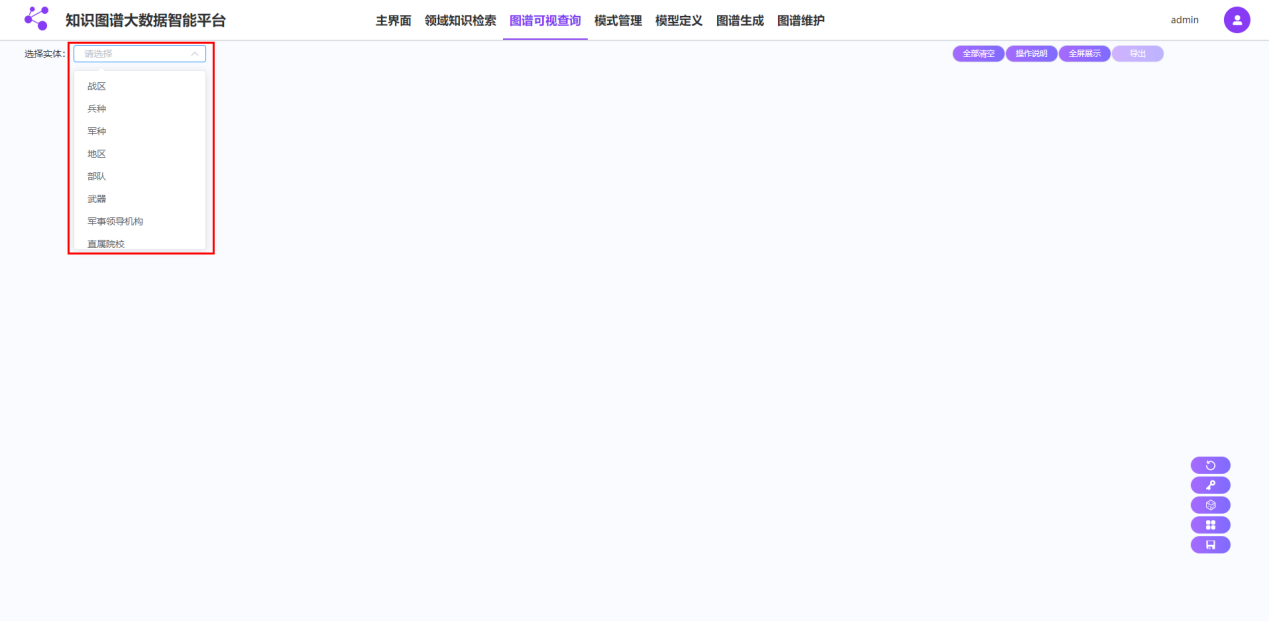 知识图谱大数据智能平台
主界面 领域知识检索 图谱可视查询 模式管理 模型定义 图谱生成 图谱维护
admin
选择实体: 请选择
全部清空 操作说明 全屏展示 导出
战区
兵种
军种
地区
部队
武器
军事领导机构
直属院校